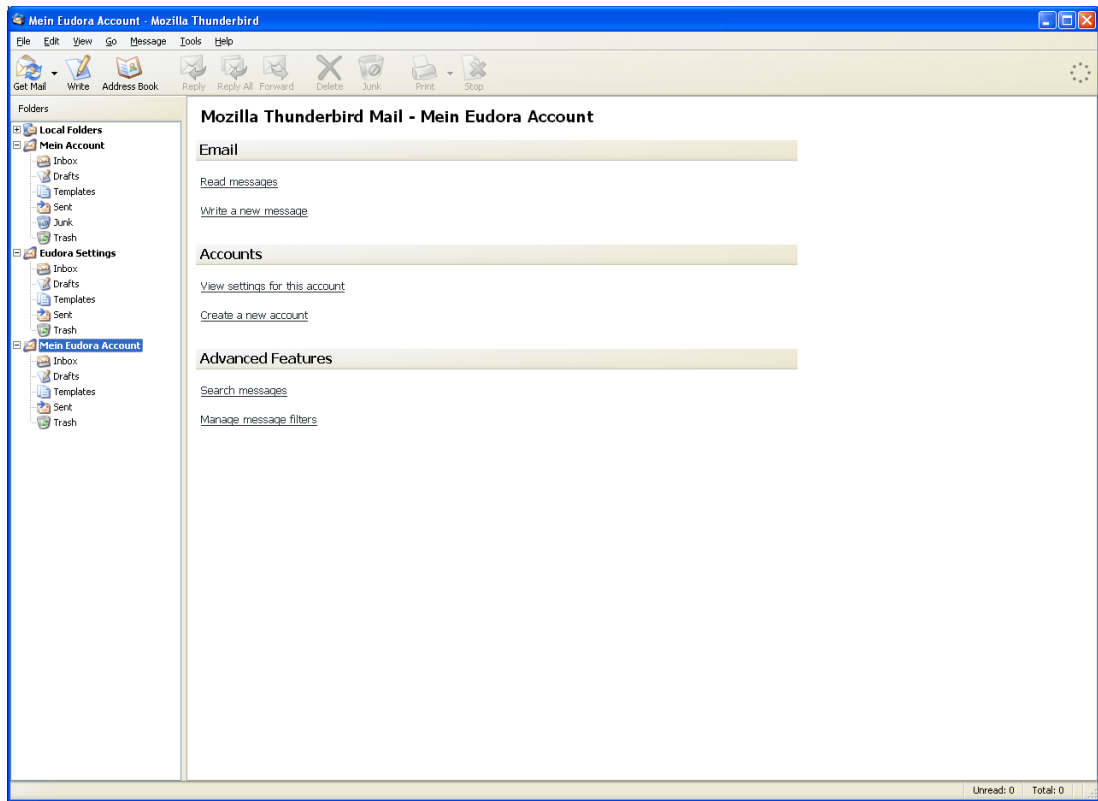 Mein Eudora Account - Mozilla Thunderbird
File Edit View Go Message Tools Help
Get Mail Write Address Book Reply Reply All Forward Delete Junk Print Stop
Folders
Local Folders
Mein Account
Inbox
Drafts
Templates
Sent
Junk
Trash
Eudora Settings
Inbox
Drafts
Templates
Sent
Trash
Mein Eudora Account
Inbox
Drafts
Templates
Sent
Trash
Mozilla Thunderbird Mail - Mein Eudora Account
Email
Read messages
Write a new message
Accounts
View settings for this account
Create a new account
Advanced Features
Search messages
Manage message filters
Unread: 0 Total: 0